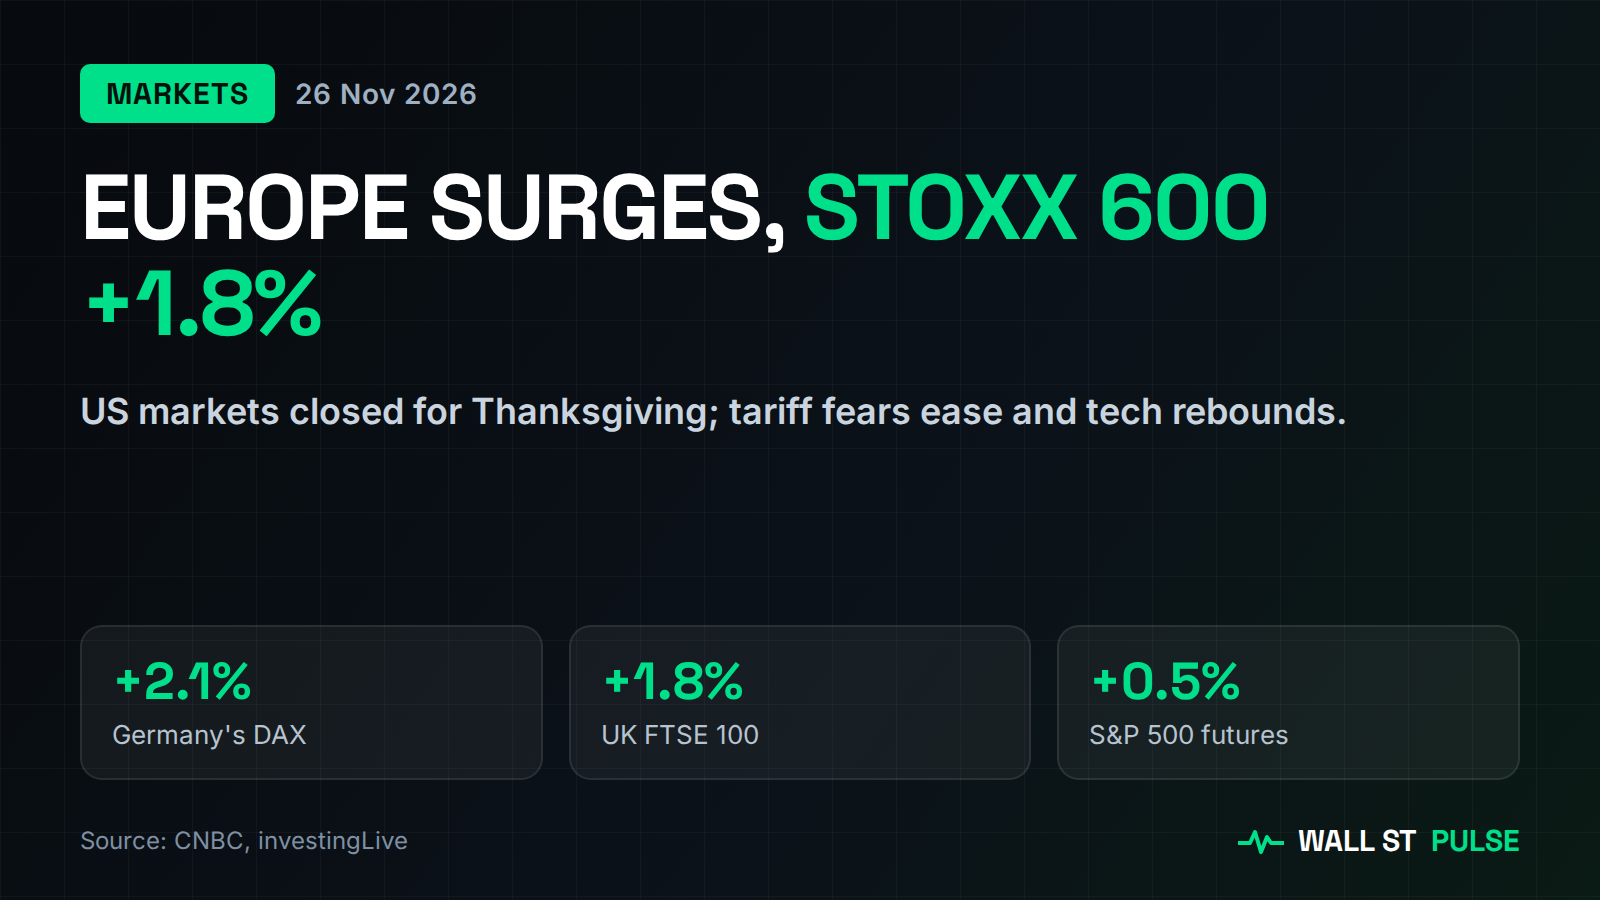 MARKETS 26 Nov 2026
EUROPE SURGES, STOXX 600
+1.8%
US markets closed for Thanksgiving; tariff fears ease and tech rebounds.
+2.1%
Germany's DAX
+1.8%
UK FTSE 100
+0.5%
S&P 500 futures
Source: CNBC, investingLive
WALL ST PULSE